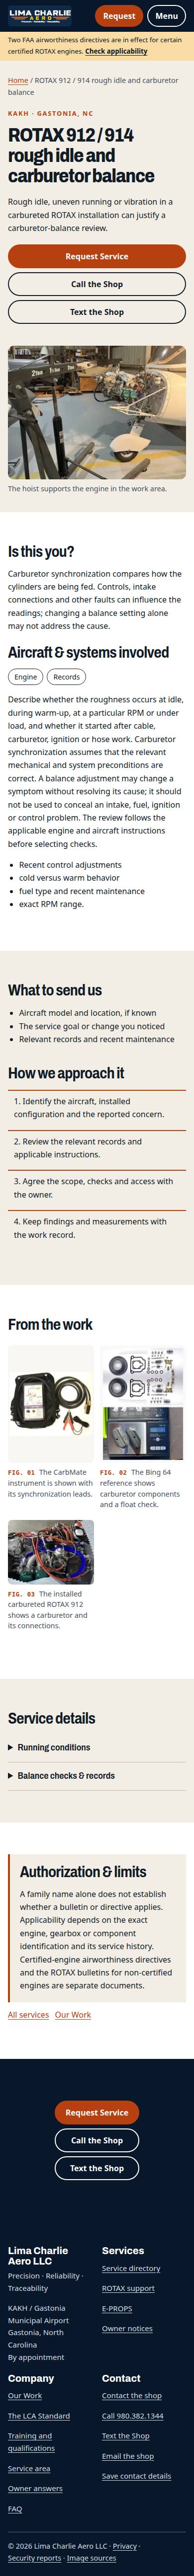 LIMA CHARLIE
AERO
Request
Menu
Two FAA airworthiness directives are in effect for certain
certified ROTAX engines. Check applicability
Home / ROTAX 912 / 914 rough idle and carburetor
balance
KAKH · GASTONIA, NC
ROTAX 912 / 914
rough idle and
carburetor balance
Rough idle, uneven running or vibration in a
carbureted ROTAX installation can justify a
carburetor-balance review.
Request Service
Call the Shop
Text the Shop
The hoist supports the engine in the work area.
Is this you?
Carburetor synchronization compares how the
cylinders are being fed. Controls, intake
connections and other faults can influence the
readings; changing a balance setting alone
may not address the cause.
Aircraft & systems involved
Engine
Records
Describe whether the roughness occurs at idle,
during warm-up, at a particular RPM or under
load, and whether it started after cable,
carburetor, ignition or hose work. Carburetor
synchronization assumes that the relevant
mechanical and system preconditions are
correct. A balance adjustment may change a
symptom without resolving its cause; it should
not be used to conceal an intake, fuel, ignition
or control problem. The review follows the
applicable engine and aircraft instructions
before selecting checks.
Recent control adjustments
cold versus warm behavior
fuel type and recent maintenance
exact RPM range.
What to send us
Aircraft model and location, if known
The service goal or change you noticed
Relevant records and recent maintenance
How we approach it
1. Identify the aircraft, installed
configuration and the reported concern.
2. Review the relevant records and
applicable instructions.
3. Agree the scope, checks and access with
the owner.
4. Keep findings and measurements with
the work record.
From the work
FIG. 01 The CarbMate
instrument is shown with
its synchronization leads.
FIG. 02 The Bing 64
reference shows
carburetor components
and a float check.
FIG. 03 The installed
carbureted ROTAX 912
shows a carburetor and
its connections.
Service details
Running conditions
Balance checks & records
Authorization & limits
A family name alone does not establish
whether a bulletin or directive applies.
Applicability depends on the exact
engine, gearbox or component
identification and its service history.
Certified-engine airworthiness directives
and the ROTAX bulletins for non-certified
engines are separate documents.
All services Our Work
Request Service
Call the Shop
Text the Shop
Lima Charlie
Aero LLC
Precision · Reliability ·
Traceability
KAKH / Gastonia
Municipal Airport
Gastonia, North
Carolina
By appointment
Services
Service directory
ROTAX support
E-PROPS
Owner notices
Company
Our Work
The LCA Standard
Training and
qualifications
Service area
Owner answers
FAQ
Contact
Contact the shop
Call 980.382.1344
Text the Shop
Email the shop
Save contact details
© 2026 Lima Charlie Aero LLC · Privacy ·
Security reports · Image sources